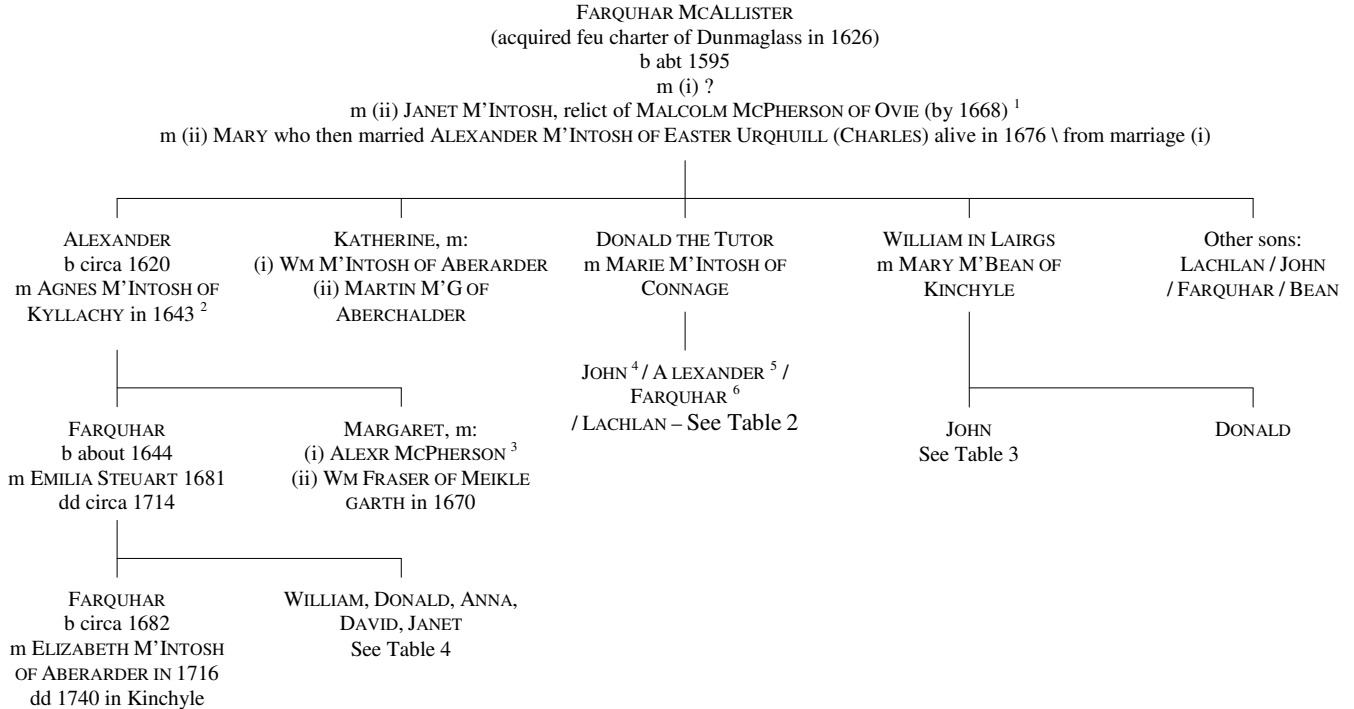 FARQUHAR MCALLISTER
(acquired feu charter of Dunmaglass in 1626)
b abt 1595
m (i) ?
m (ii) JANET M'INTOSH, relict of MALCOLM MCPHERSON OF OVIE (by 1668) 1
m (ii) MARY who then married ALEXANDER M'INTOSH OF EASTER URQHUILL (CHARLES) alive in 1676 \ from marriage (i)
ALEXANDER
b circa 1620
m AGNES M'INTOSH OF
KYLLACHY in 1643 2
KATHERINE, m:
(i) WM M'INTOSH OF ABERARDER
(ii) MARTIN M'G OF
ABERCHALDER
DONALD THE TUTOR
m MARIE M'INTOSH OF
CONNAGE
WILLIAM IN LAIRGS
m MARY M'BEAN OF
KINCHYLE
Other sons:
LACHLAN / JOHN
/ FARQUHAR / BEAN
FARQUHAR
b about 1644
m EMILIA STEUART 1681
dd circa 1714
MARGARET, m:
(i) ALEXR MCPHERSON 3
(ii) WM FRASER OF MEIKLE
GARTH in 1670
JOHN 4 / A LEXANDER 5 /
FARQUHAR 6
/ LACHLAN – See Table 2
JOHN
See Table 3
DONALD
FARQUHAR
b circa 1682
m ELIZABETH M'INTOSH
OF ABERARDER IN 1716
dd 1740 in Kinchyle
WILLIAM, DONALD, ANNA,
DAVID, JANET
See Table 4